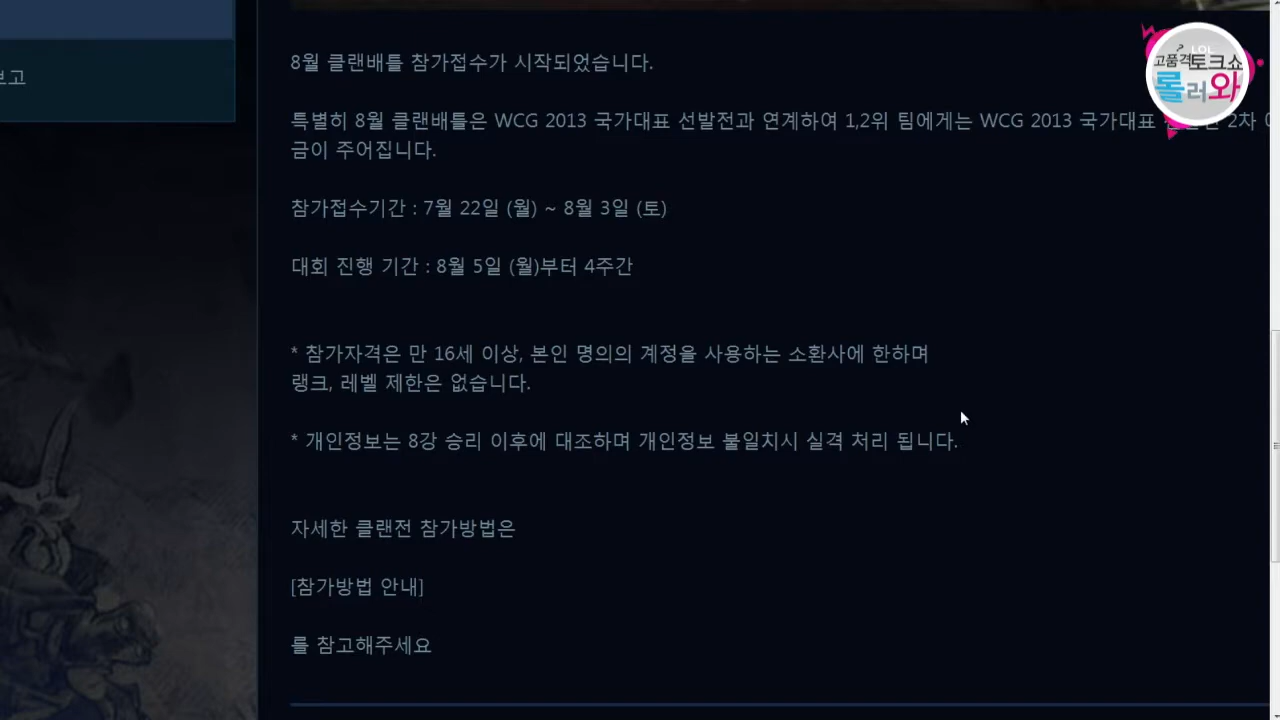 보고
8월 클랜배틀 참가접수가 시작되었습니다.
특별히 8월 클랜배틀은 WCG 2013 국가대표 선발전과 연계하여 1,2위 팀에게는 WCG 2013 국가대표 2차
금이 주어집니다.
참가접수기간 : 7월 22일 (월) ~ 8월 3일 (토)
대회 진행 기간 : 8월 5일 (월)부터 4주간
* 참가자격은 만 16세 이상, 본인 명의의 계정을 사용하는 소환사에 한하며
랭크, 레벨 제한은 없습니다.
* 개인정보는 8강 승리 이후에 대조하며 개인정보 불일치시 실격 처리 됩니다.
자세한 클랜전 참가방법은
[참가방법 안내]
를 참고해주세요
LOL
고품격토크쇼
롤러와